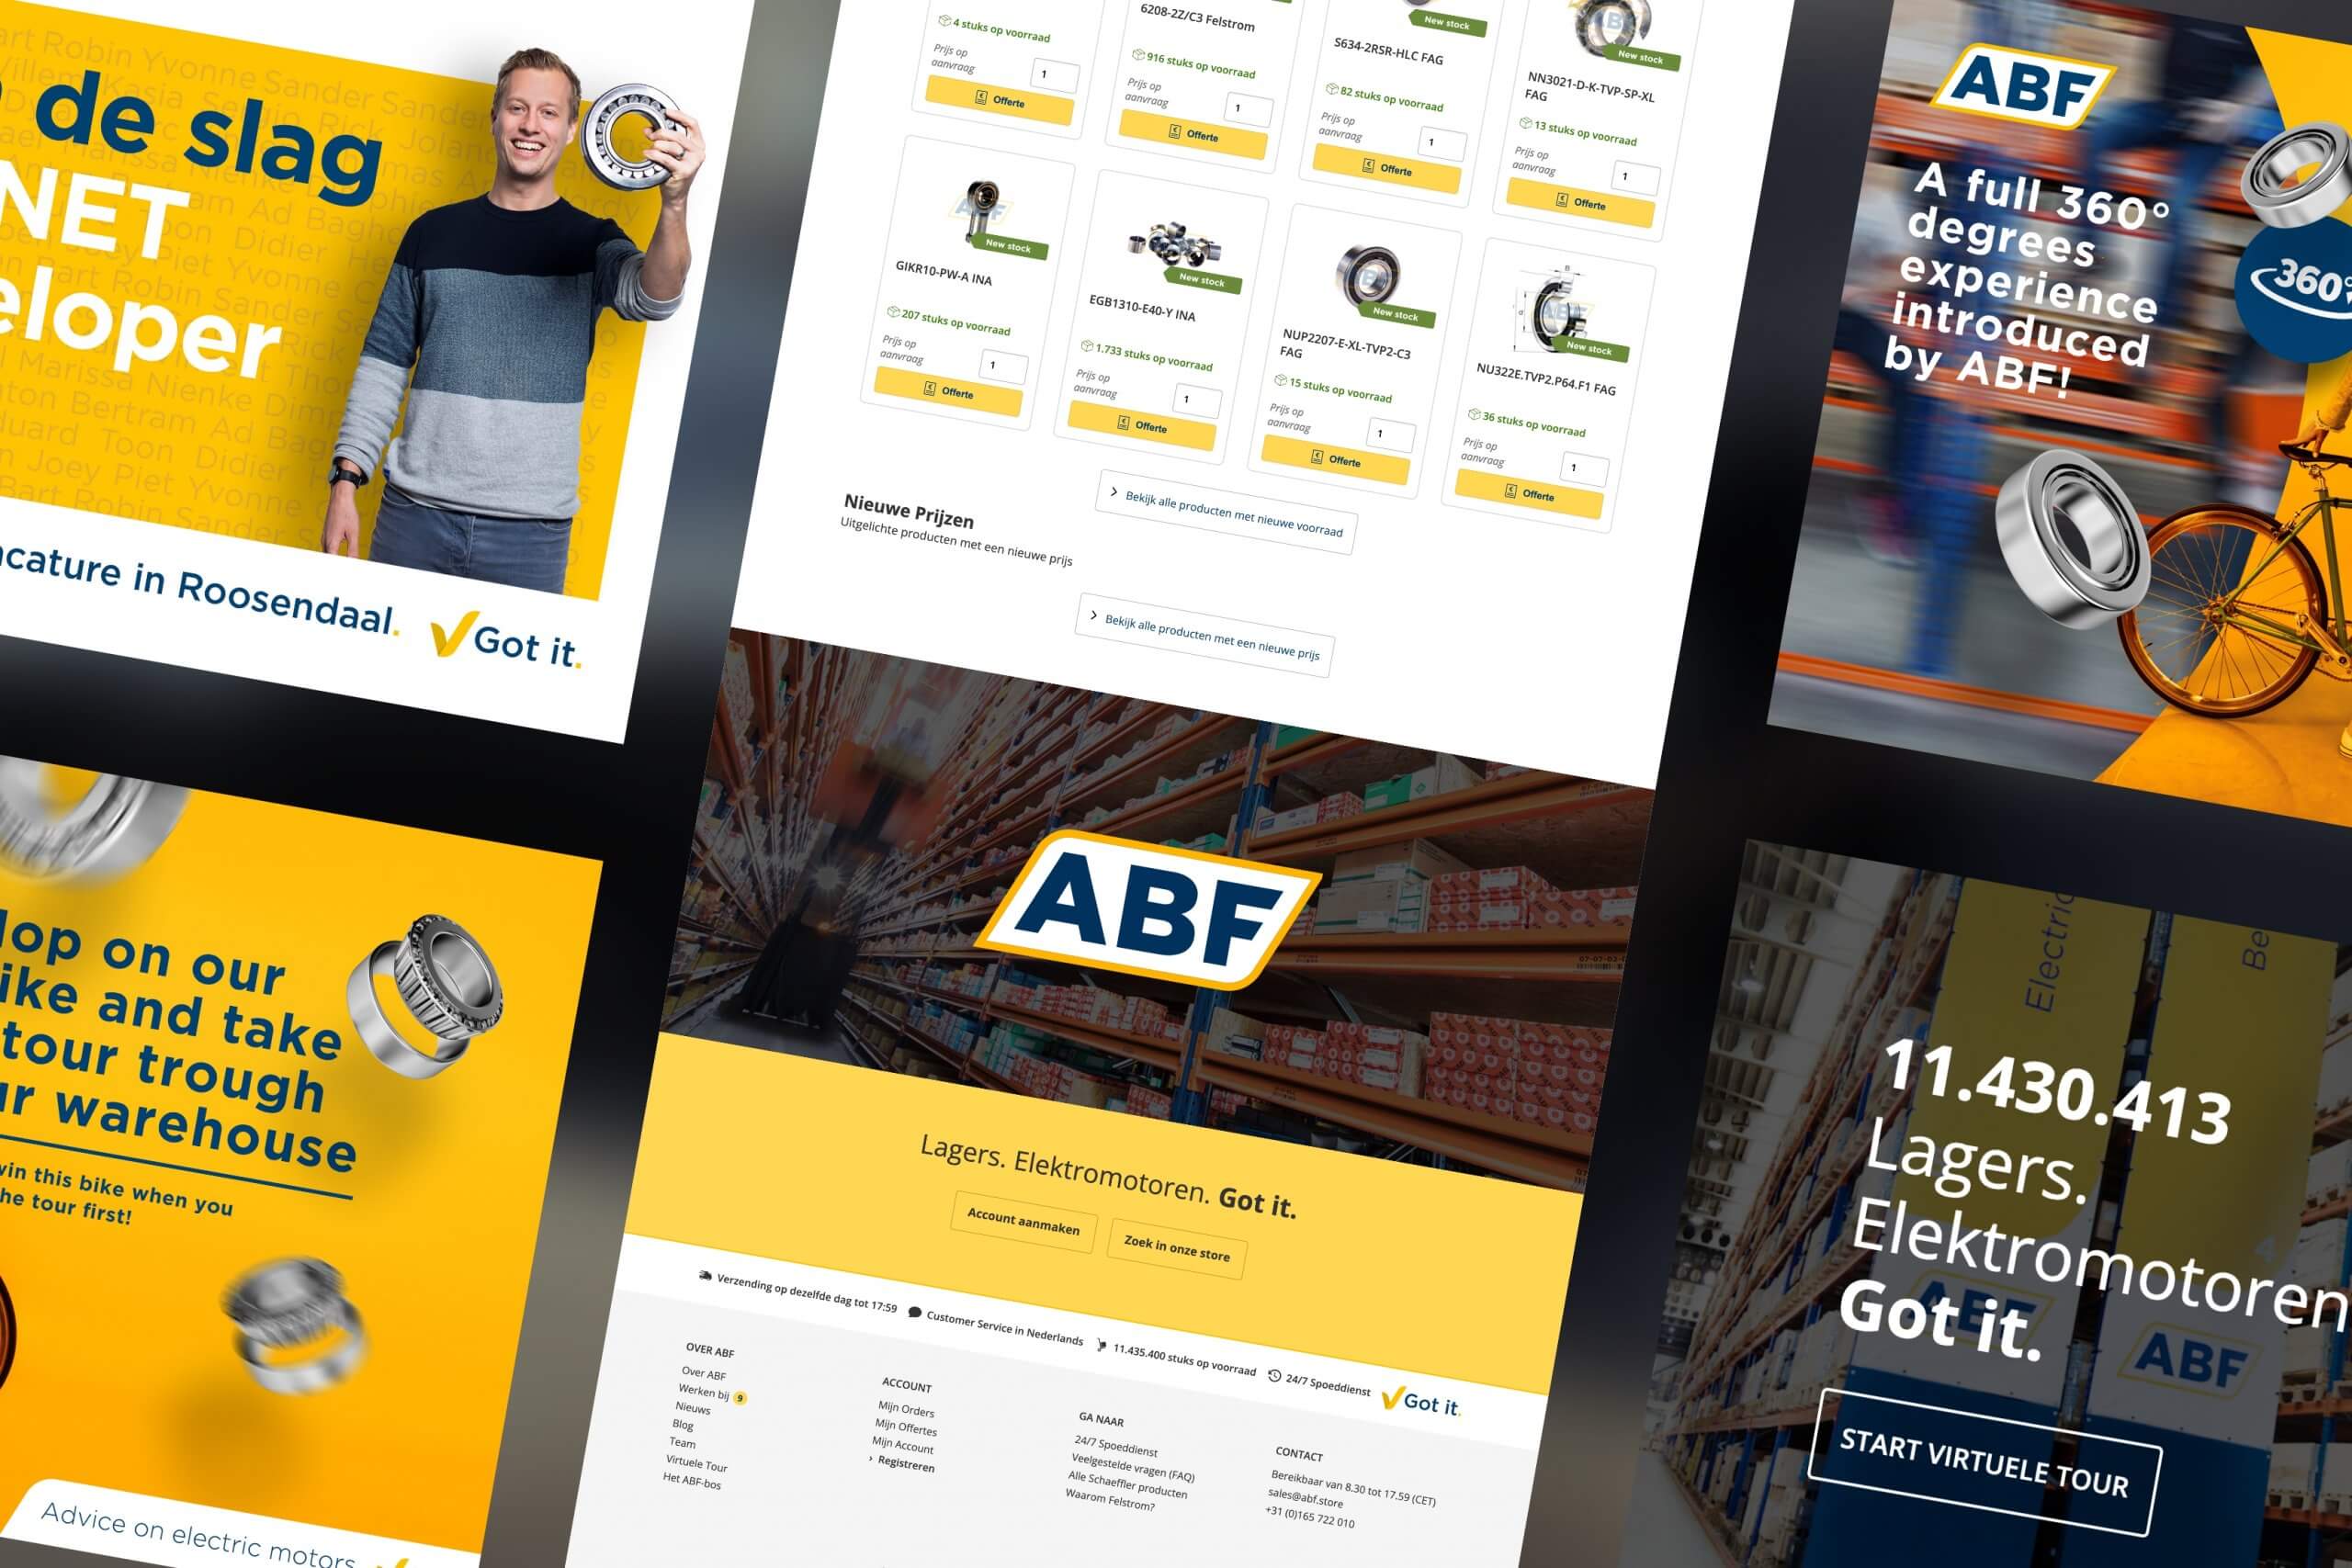 de slag
NET
eloper
acature in Roosendaal.
Got it.
op on our
ike and take
tour trough
ur warehouse
win this bike when you
he tour first!
Advice on electric motors
4 stuks op voorraad
Prijs op
aanvraag
1
Offerte
6208-2Z/C3 Felstrom
916 stuks op voorraad
Prijs op
aanvraag
1
Offerte
New stock
S634-2RSR-HLC FAG
82 stuks op voorraad
Prijs op
aanvraag
1
Offerte
New stock
NN3021-D-K-TVP-SP-XL
FAG
13 stuks op voorraad
Prijs op
aanvraag
1
Offerte
New stock
GIKR10-PW-A INA
207 stuks op voorraad
Prijs op
aanvraag
1
Offerte
New stock
EGB1310-E40-Y INA
1.733 stuks op voorraad
Prijs op
aanvraag
1
Offerte
New stock
NUP2207-E-XL-TVP2-C3
FAG
15 stuks op voorraad
Prijs op
aanvraag
1
Offerte
New stock
NU322E.TVP2.P64.F1 FAG
36 stuks op voorraad
Prijs op
aanvraag
1
Offerte
Bekijk alle producten met nieuwe voorraad
Nieuwe Prijzen
Uitgelichte producten met een nieuwe prijs
Bekijk alle producten met een nieuwe prijs
ABF
Lagers. Elektromotoren. Got it.
Account aanmaken
Zoek in onze store
Verzending op dezelfde dag tot 17:59
Customer Service in Nederlands
11.435.400 stuks op voorraad
24/7 Spoeddienst
Got it.
OVER ABF
Over ABF
Werken bij 9
Nieuws
Blog
Team
Virtuele Tour
Het ABF-bos
ACCOUNT
Mijn Orders
Mijn Offertes
Mijn Account
› Registreren
GA NAAR
24/7 Spoeddienst
Veelgestelde vragen (FAQ)
Alle Schaeffler producten
Waarom Felstrom?
CONTACT
Bereikbaar van 8.30 tot 17.59 (CET)
sales@abf.store
+31 (0)165 722 010
ABF
A full 360°
degrees
experience
introduced
by ABF!
360°
Electric
Be
11.430.413
Lagers.
Elektromotoren
Got it.
ABF
ABF
START VIRTUELE TOUR